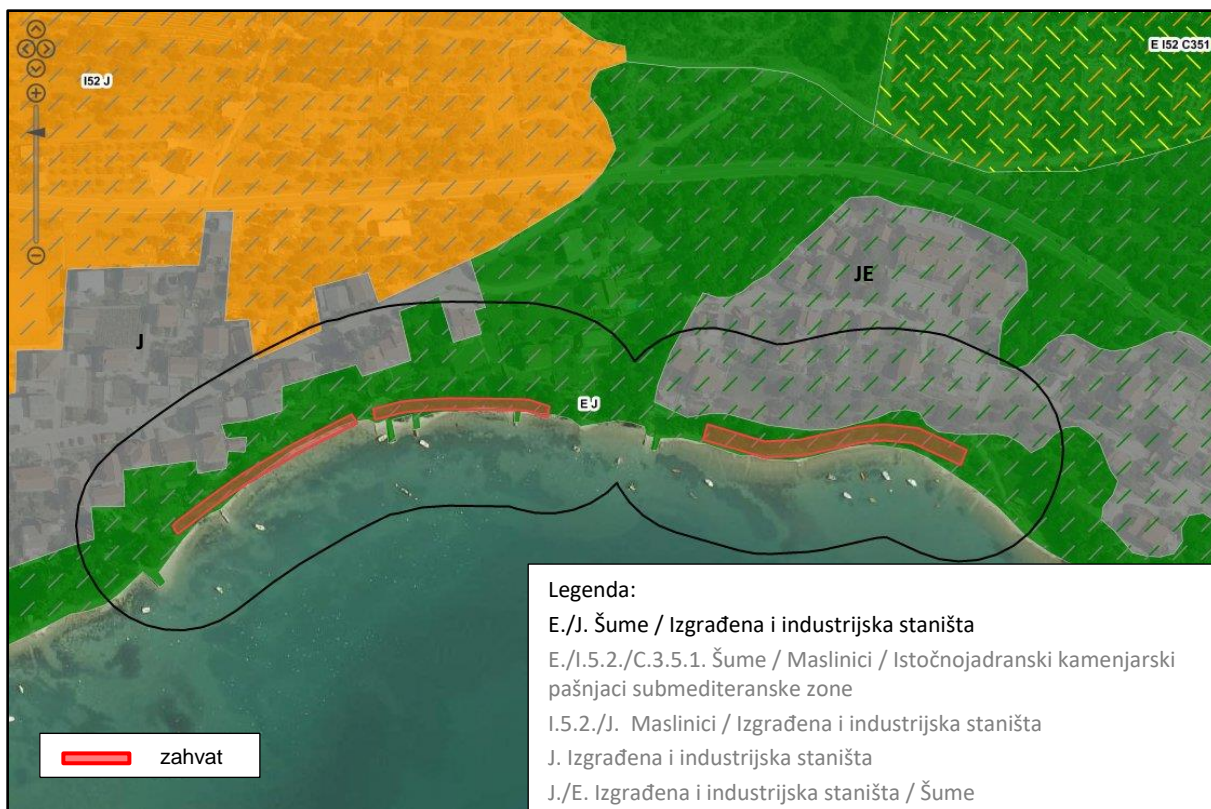 I52 J
E I52 C351
JE
J
E J
Legenda:
E./J. Šume / Izgrađena i industrijska staništa
E./I.5.2./C.3.5.1. Šume / Maslinici / Istočnojadranski kamenjarski
pašnjaci submediteranske zone
I.5.2./J. Maslinici / Izgrađena i industrijska staništa
J. Izgrađena i industrijska staništa
J./E. Izgrađena i industrijska staništa / Šume
zahvat